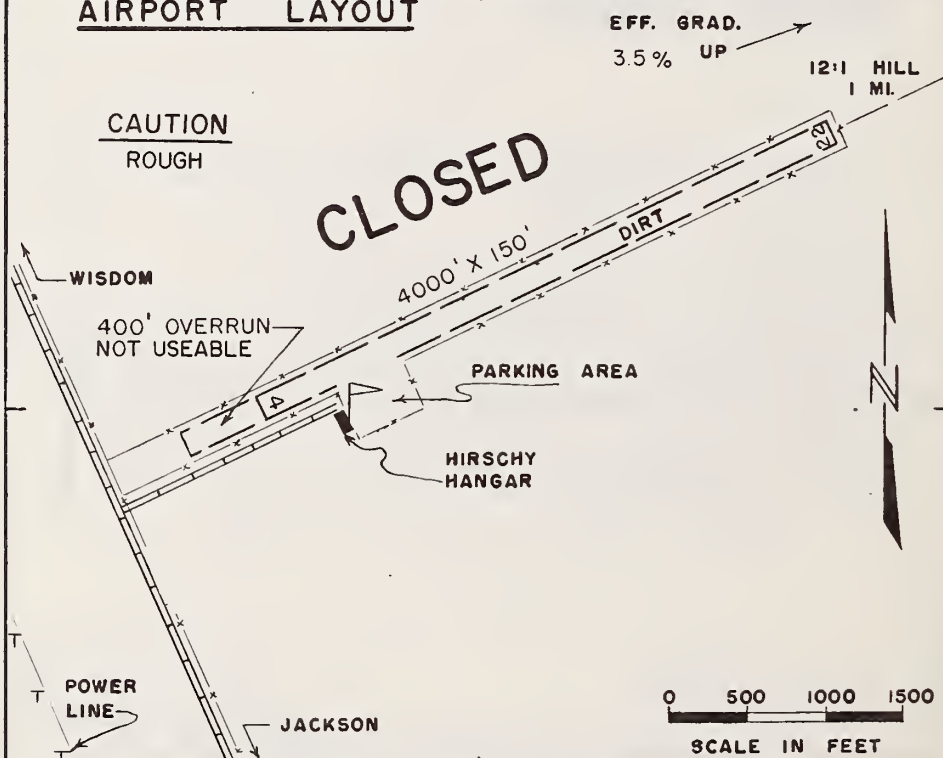 AIRPORT LAYOUT
EFF. GRAD.
3.5% UP
12:1 HILL
1 MI.
CAUTION
ROUGH
CLOSED
22
DIRT
4000' X 150'
WISDOM
400' OVERRUN
NOT USEABLE
4
PARKING AREA
N
HIRSCHY
HANGAR
T
T
T
POWER
LINE
JACKSON
0 500 1000 1500
SCALE IN FEET